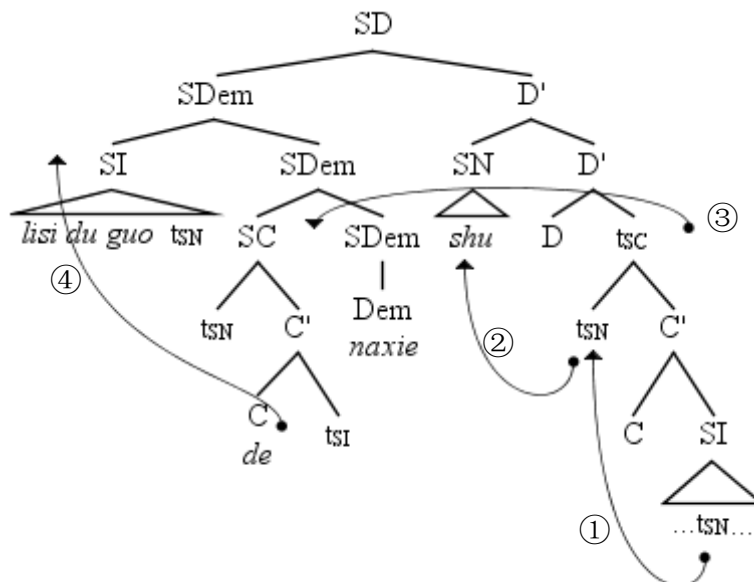 SD
SDem D'
SI SDem SN D'
③
lisi du guo tSN SC SDem shu D tSC
④
tSN C' Dem ② tSN C'
naxie
C tSI C SI
de
① ...tSN...